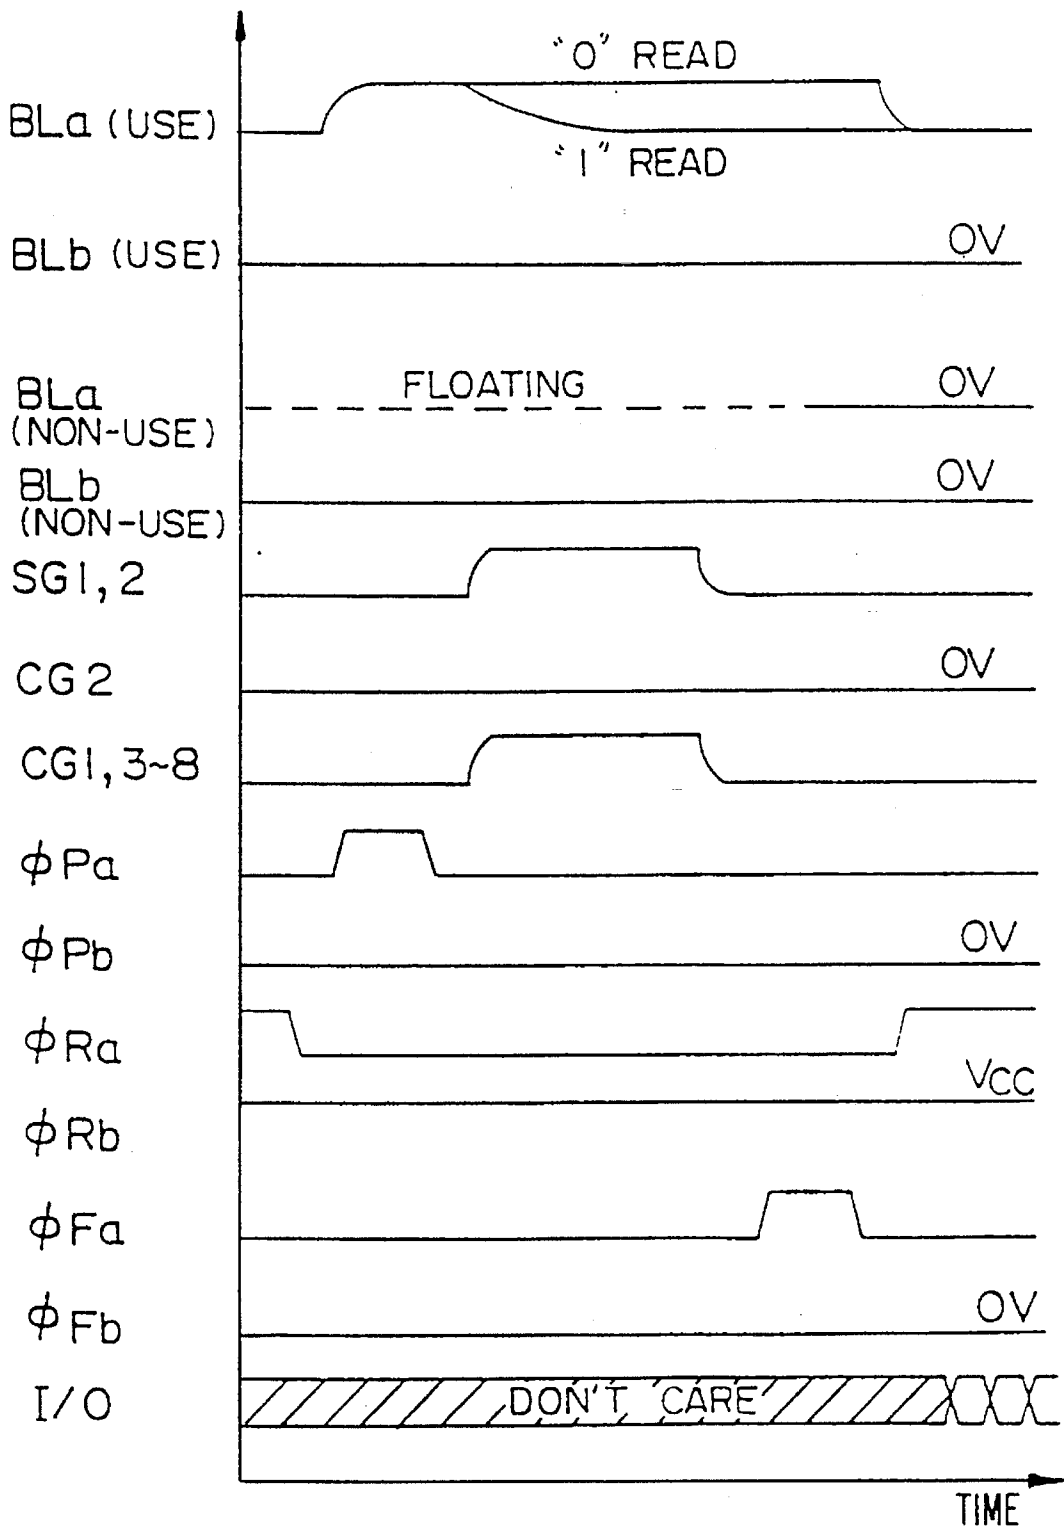 "0" READ
BLa (USE)
"1" READ
BLb (USE) 0V
BLa FLOATING 0V
(NON-USE)
BLb 0V
(NON-USE)
SG1, 2
CG2 0V
CG1, 3~8
ϕPa
ϕPb 0V
ϕRa
Vcc
ϕRb
ϕFa
ϕFb 0V
I/O DON'T CARE
TIME